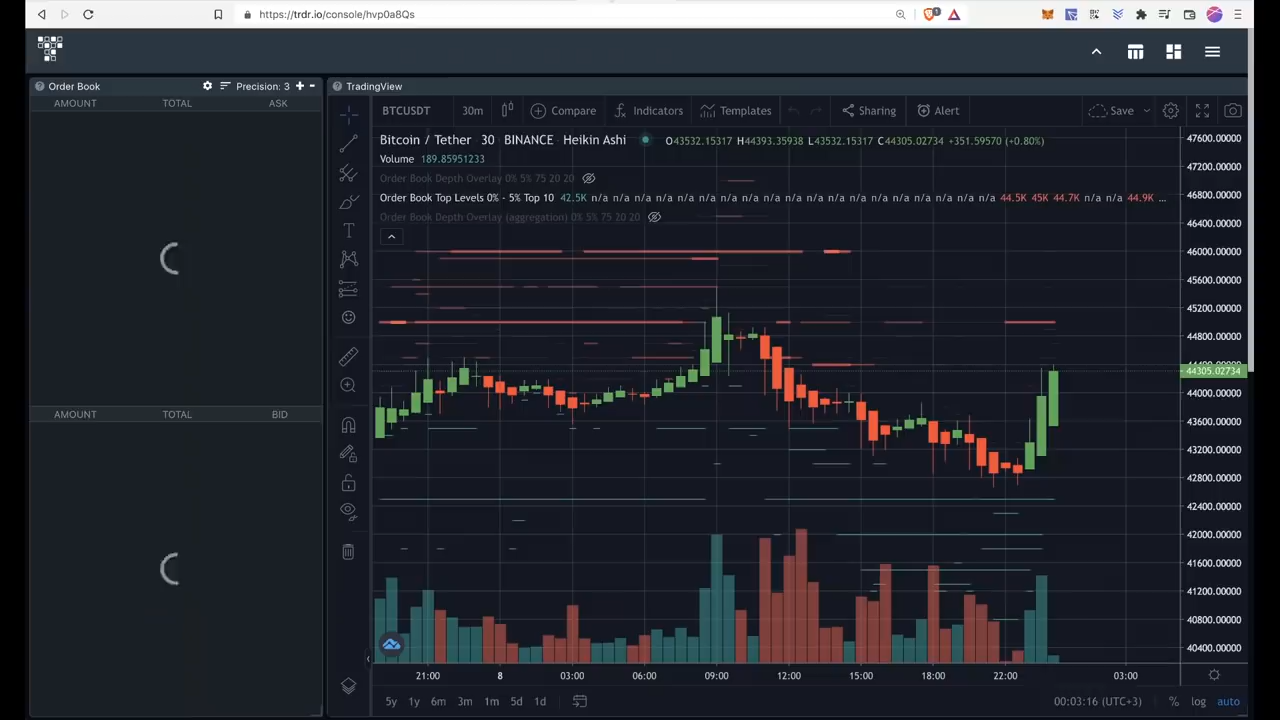 https://trdr.io/console/hvp0a8Qs
Order Book
Precision: 3 + -
AMOUNT TOTAL ASK
AMOUNT TOTAL BID
TradingView
BTCUSDT 30m Compare Indicators Templates Sharing Alert Save
Bitcoin / Tether 30 BINANCE Heikin Ashi O43532.15317 H44393.35938 L43532.15317 C44305.02734 +351.59570 (+0.80%)
Volume 189.85951233
Order Book Depth Overlay 0% 5% 75 20 20
Order Book Top Levels 0% - 5% Top 10 42.5K n/a n/a n/a n/a n/a n/a n/a n/a n/a n/a n/a n/a n/a n/a n/a n/a n/a n/a n/a 44.5K 45K 44.7K n/a n/a 44.9K ...
Order Book Depth Overlay (aggregation) 0% 5% 75 20 20
47600.00000
47200.00000
46800.00000
46400.00000
46000.00000
45600.00000
45200.00000
44800.00000
44400.00000
44305.02734
44000.00000
43600.00000
43200.00000
42800.00000
42400.00000
42000.00000
41600.00000
41200.00000
40800.00000
40400.00000
21:00 8 03:00 06:00 09:00 12:00 15:00 18:00 22:00 03:00
5y 1y 6m 3m 1m 5d 1d
00:03:16 (UTC+3) % log auto